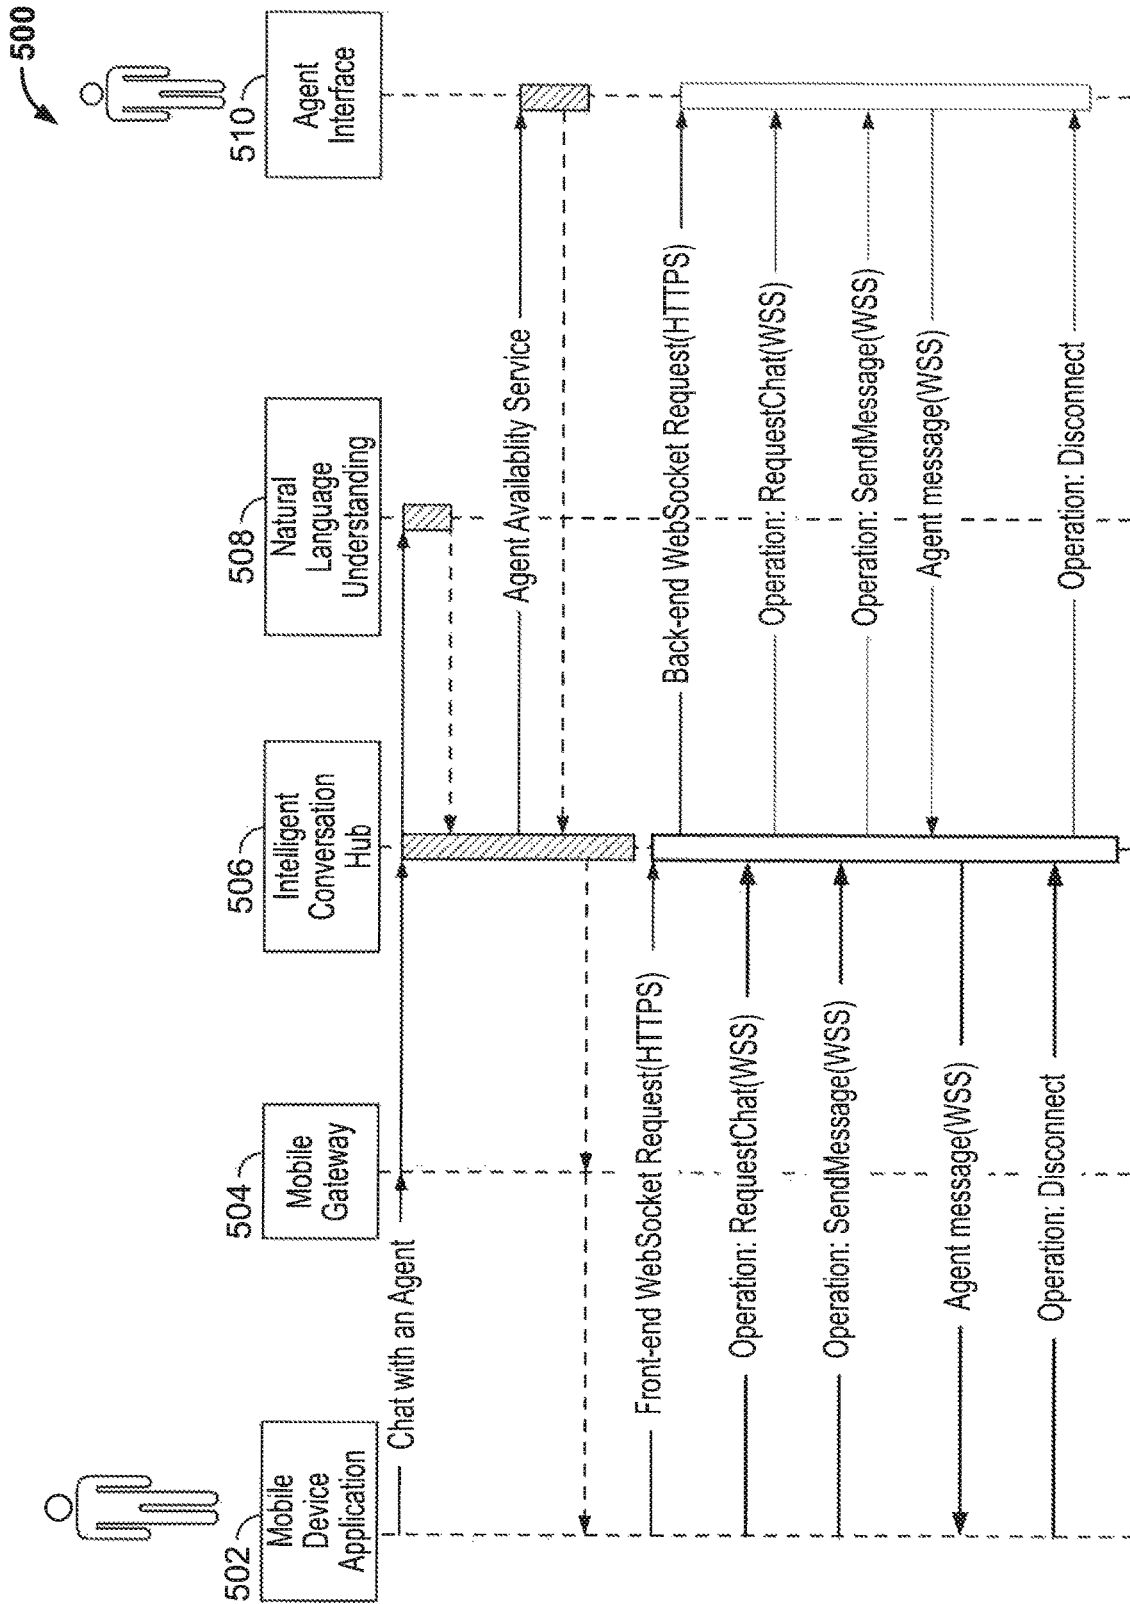 500
502
Mobile
Device
Application
504
Mobile
Gateway
506
Intelligent
Conversation
Hub
508
Natural
Language
Understanding
510
Agent
Interface
Chat with an Agent
Agent Availablity Service
Front-end WebSocket Request(HTTPS)
Back-end WebSocket Request(HTTPS)
Operation: RequestChat(WSS)
Operation: RequestChat(WSS)
Operation: SendMessage(WSS)
Operation: SendMessage(WSS)
Agent message(WSS)
Agent message(WSS)
Operation: Disconnect
Operation: Disconnect